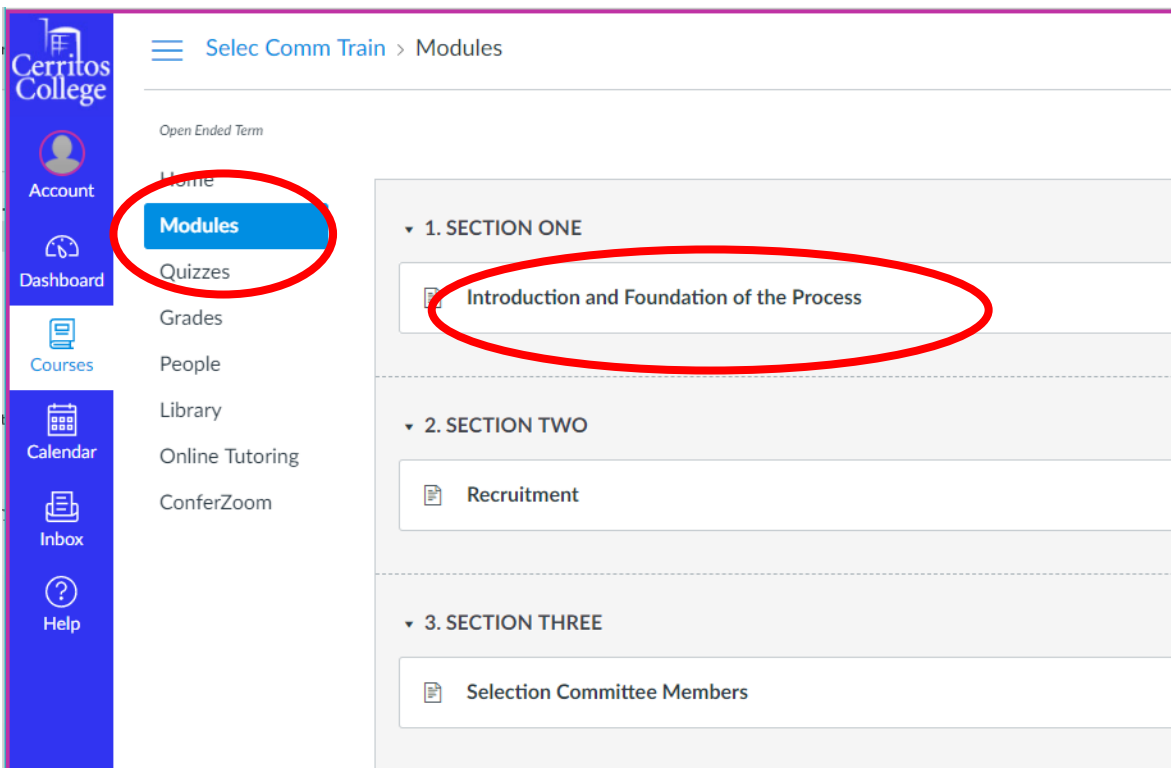 Cerritos
College
Selec Comm Train > Modules
Open Ended Term
Account
Dashboard
Courses
Calendar
Inbox
Help
Home
Modules
Quizzes
Grades
People
Library
Online Tutoring
ConferZoom
1. SECTION ONE
Introduction and Foundation of the Process
2. SECTION TWO
Recruitment
3. SECTION THREE
Selection Committee Members